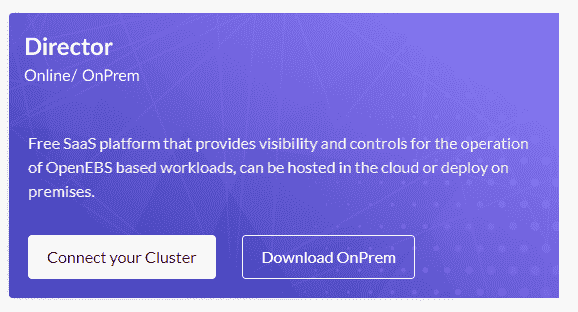 Director
Online/ OnPrem
Free SaaS platform that provides visibility and controls for the operation
of OpenEBS based workloads, can be hosted in the cloud or deploy on
premises.
Connect your Cluster
Download OnPrem